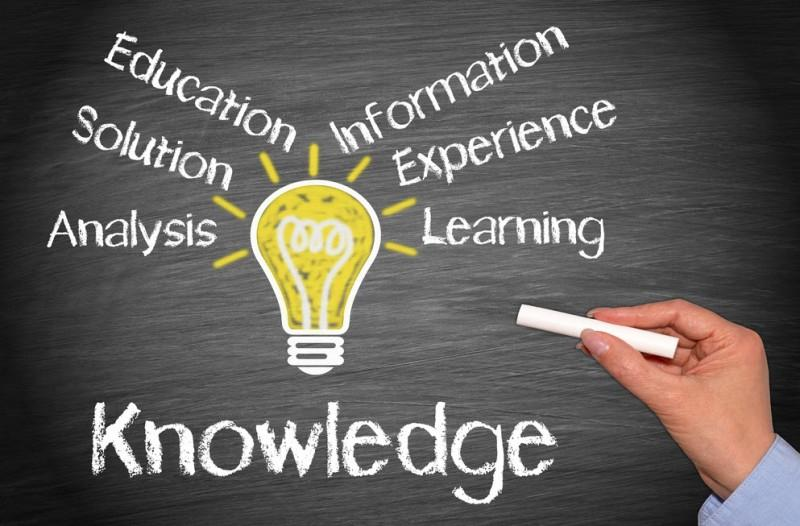 Education
Information
Solution
Experience
Analysis
Learning
Knowledge